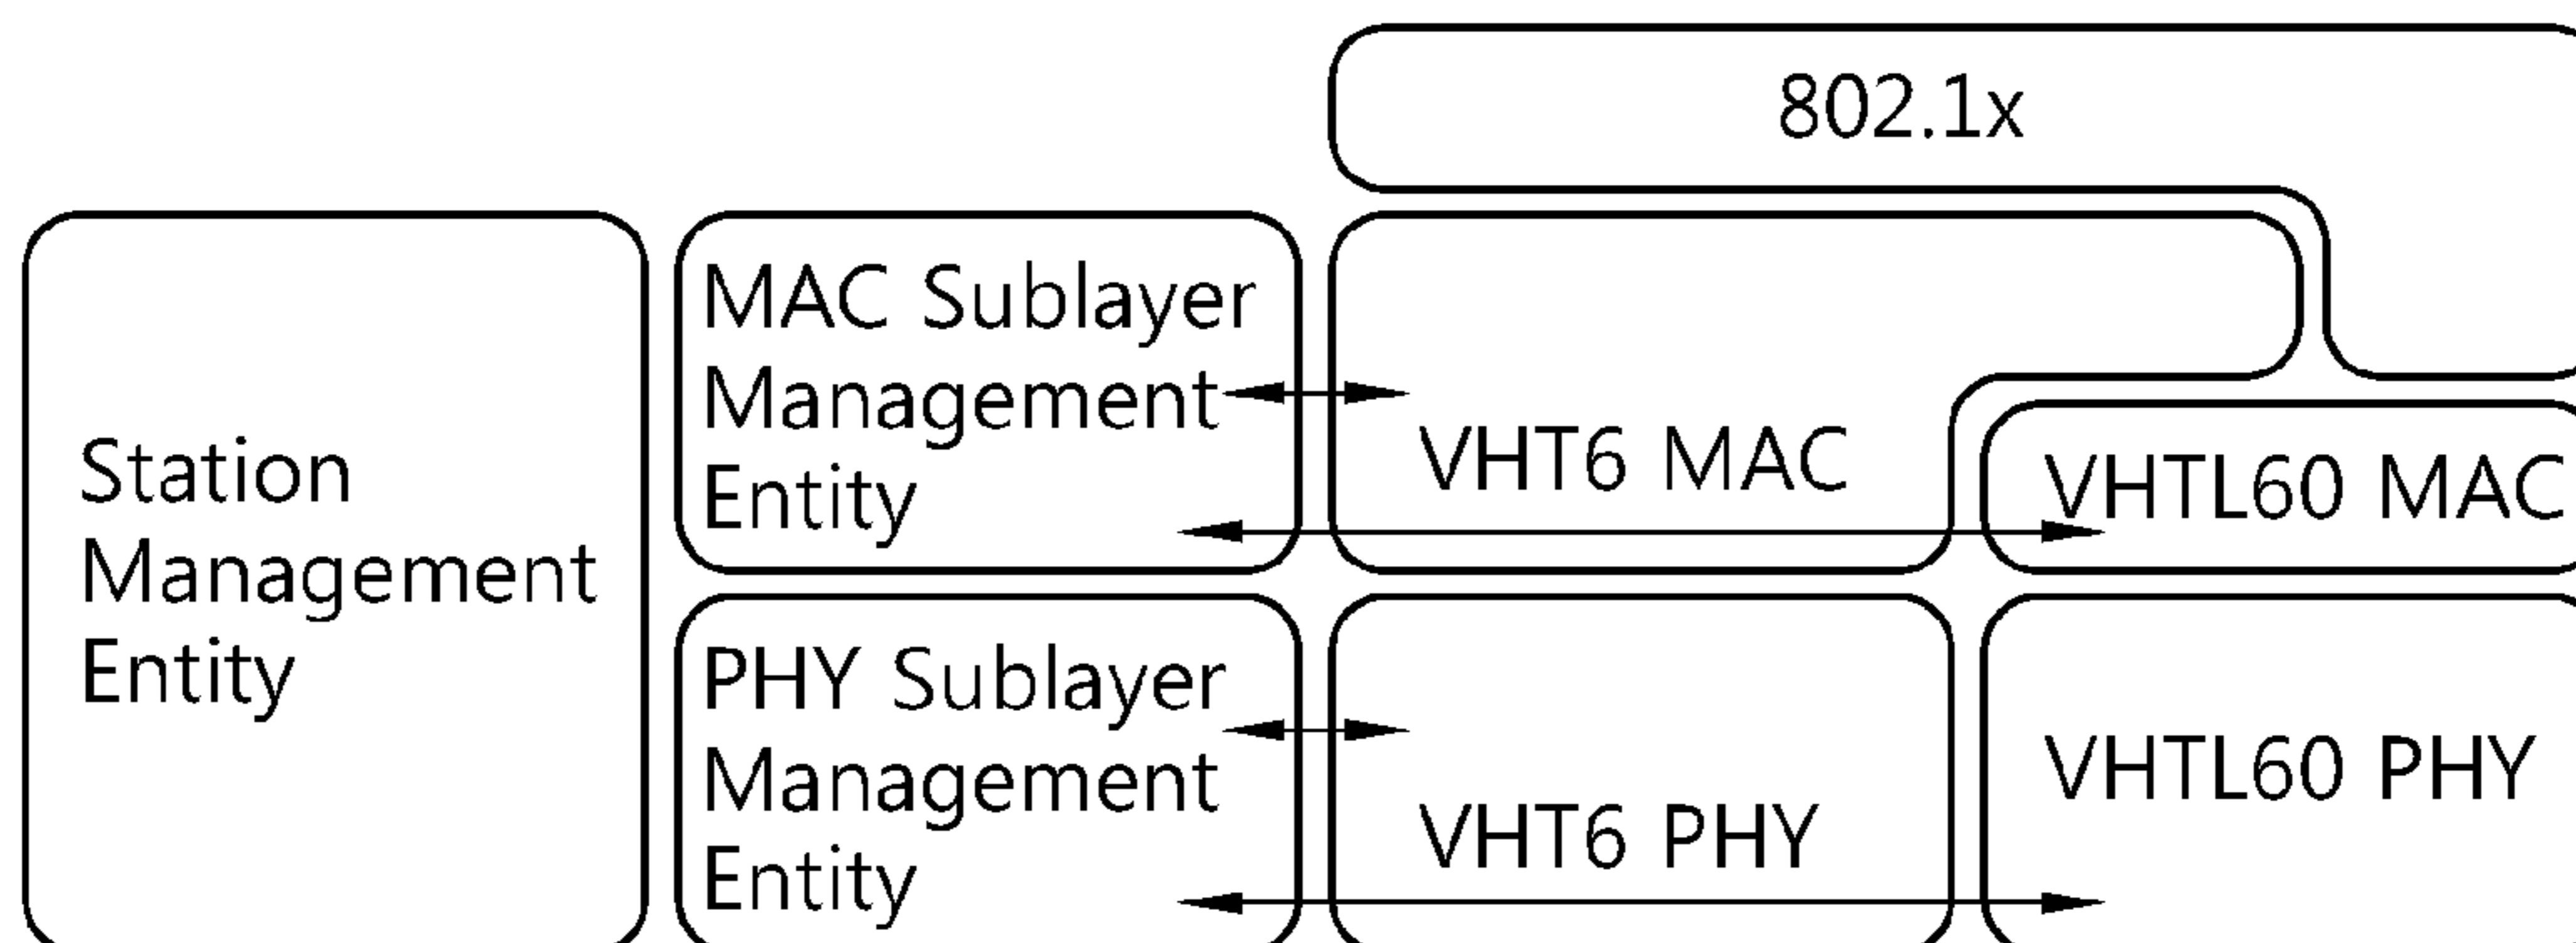 802.1x
Station
Management
Entity
MAC Sublayer
Management
Entity
VHT6 MAC
VHTL60 MAC
PHY Sublayer
Management
Entity
VHT6 PHY
VHTL60 PHY